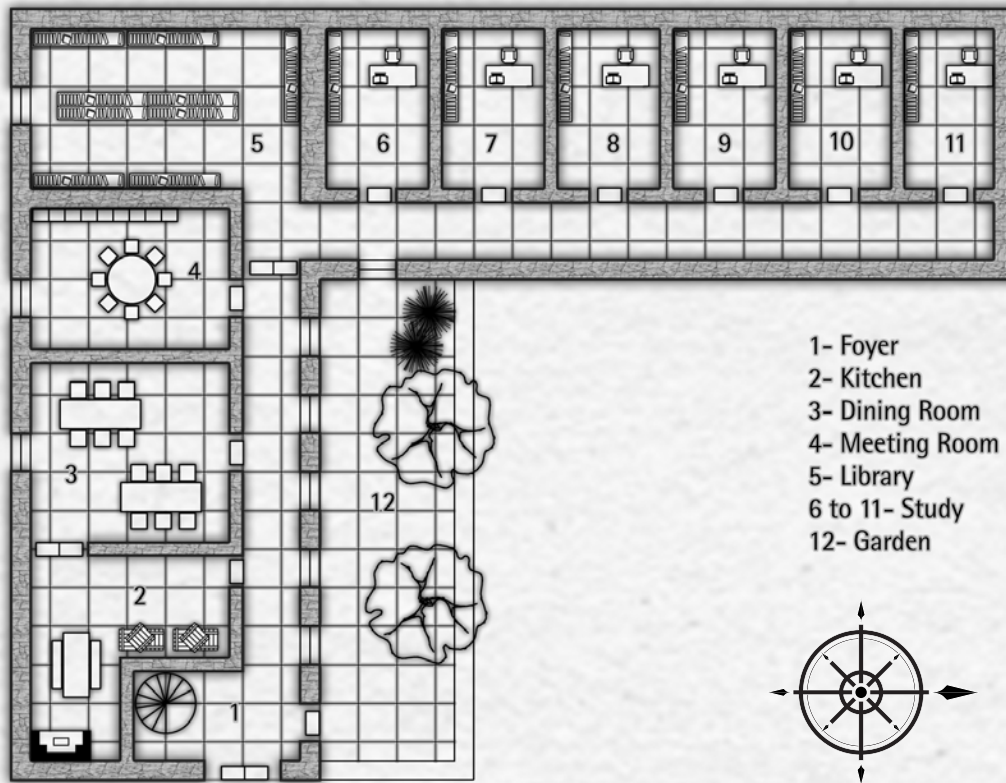 5
6
7
8
9
10
11
4
3
12
2
1
1- Foyer
2- Kitchen
3- Dining Room
4- Meeting Room
5- Library
6 to 11- Study
12- Garden